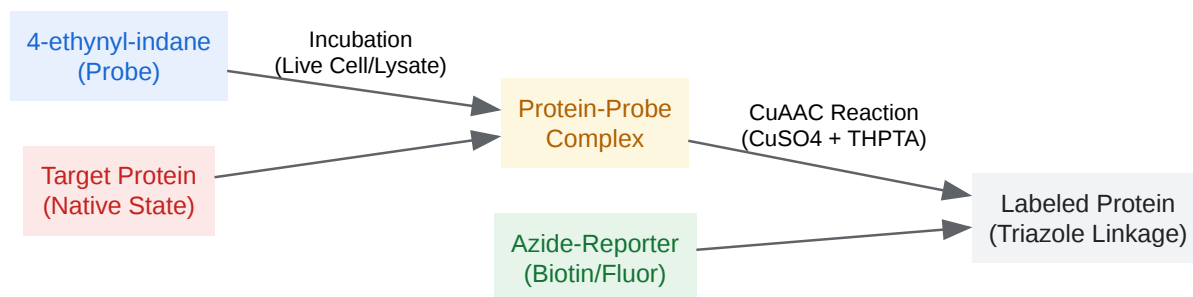 4-ethynyl-indane
(Probe)
Incubation
(Live Cell/Lysate)
Target Protein
(Native State)
Protein-Probe
Complex
CuAAC Reaction
(CuSO4 + THPTA)
Azide-Reporter
(Biotin/Fluor)
Labeled Protein
(Triazole Linkage)